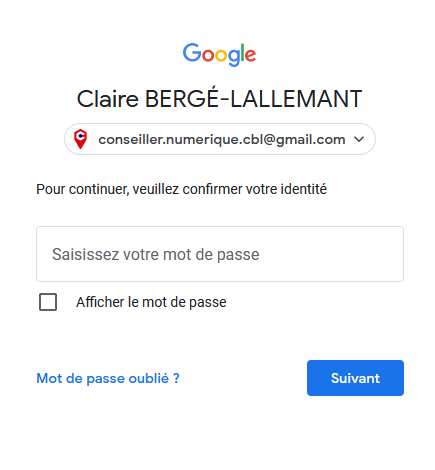 Google
Claire BERGÉ-LALLEMANT
conseiller.numerique.cbl@gmail.com
Pour continuer, veuillez confirmer votre identité
Saisissez votre mot de passe
Afficher le mot de passe
Mot de passe oublié ? Suivant